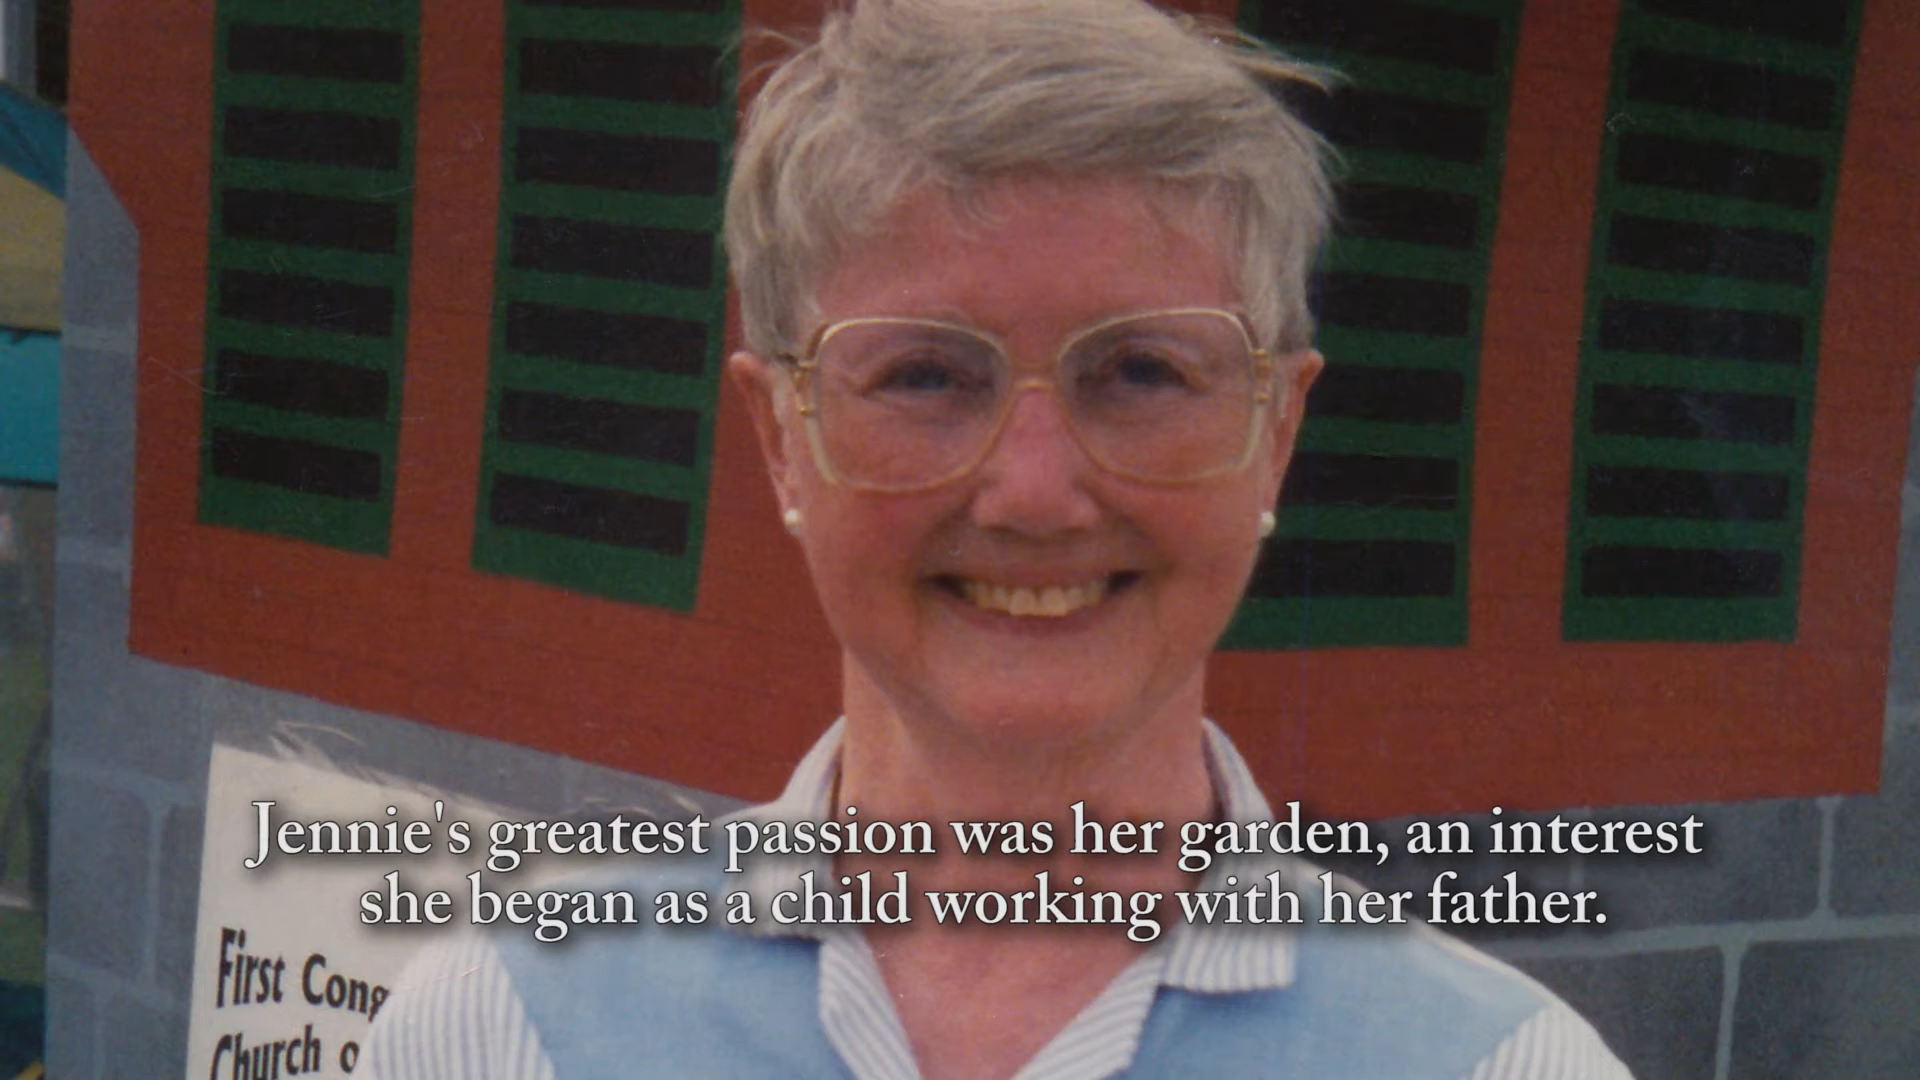 Jennie's greatest passion was her garden, an interest
she began as a child working with her father.
First Cong
Church o